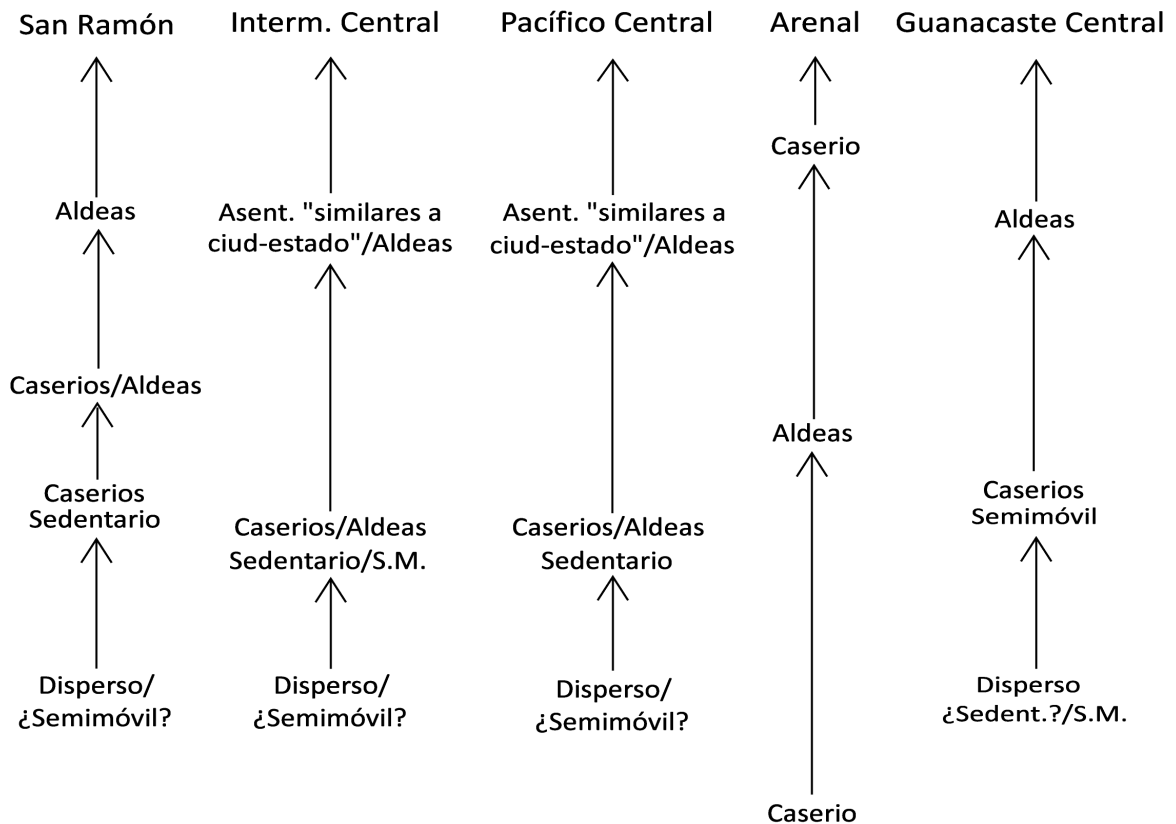 San Ramón
Interm. Central
Pacífico Central
Arenal
Guanacaste Central
Aldeas
Caserios/Aldeas
Caserios
Sedentario
Disperso/
¿Semimóvil?
Asent. "similares a
ciud-estado"/Aldeas
Caserios/Aldeas
Sedentario/S.M.
Disperso/
¿Semimóvil?
Asent. "similares a
ciud-estado"/Aldeas
Caserios/Aldeas
Sedentario
Disperso/
¿Semimóvil?
Caserio
Aldeas
Caserio
Aldeas
Caserios
Semimóvil
Disperso
¿Sedent.?/S.M.